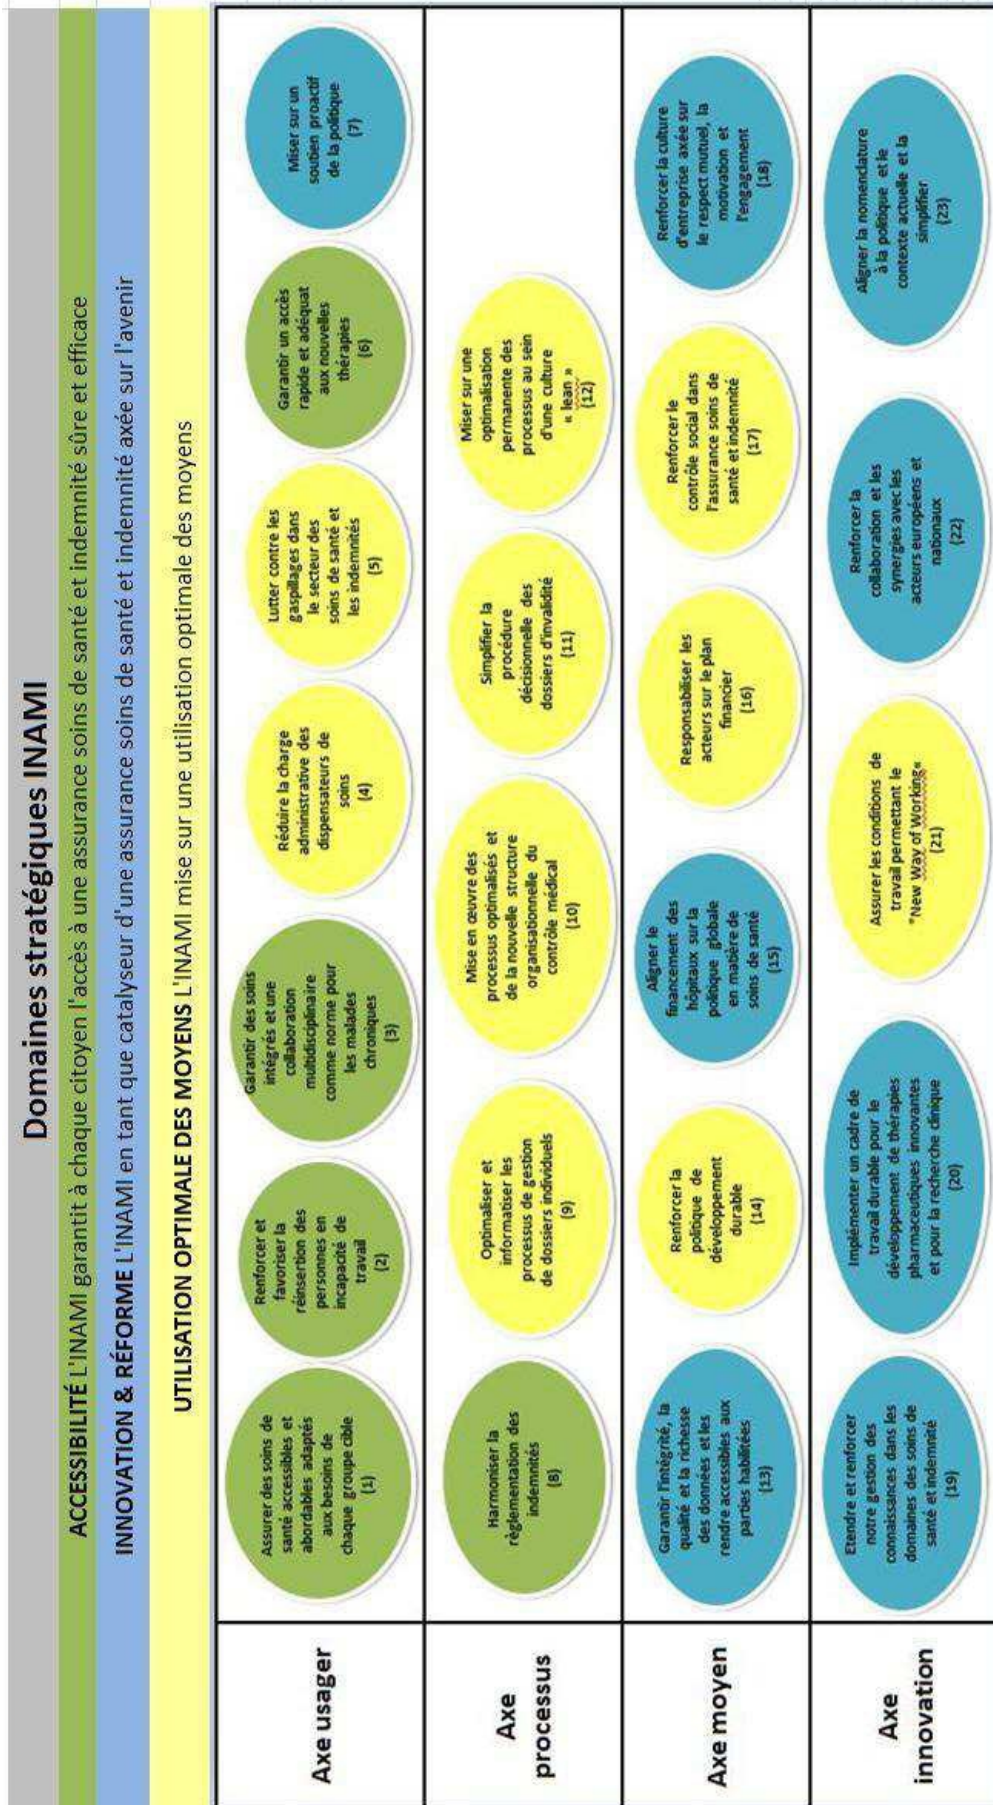 Domaines stratégiques INAMI
ACCESSIBILITÉ L'INAMI garantit à chaque citoyen l'accès à une assurance soins de santé et indemnité sûre et efficace
INNOVATION & RÉFORME L'INAMI en tant que catalyseur d'une assurance soins de santé et indemnité axée sur l'avenir
UTILISATION OPTIMALE DES MOYENS L'INAMI mise sur une utilisation optimale des moyens
Axe usager
Assurer des soins de
santé accessibles et
abordables adaptés
aux besoins de
chaque groupe cible
(1)
Renforcer et
favoriser la
réinsertion des
personnes en
incapacité de
travail
(2)
Garantir des soins
intégrés et une
collaboration
multidisciplinaire
comme norme pour
les malades
chroniques
(3)
Réduire la charge
administrative des
dispensateurs de
soins
(4)
Lutter contre les
gaspillages dans
le secteur des
soins de santé et
les indemnités
(5)
Garantir un accès
rapide et adéquat
aux nouvelles
thérapies
(6)
Miser sur un
soutien proactif
de la politique
(7)
Axe
processus
Harmoniser la
règlementation des
indemnités
(8)
Optimaliser et
informatiser les
processus de gestion
de dossiers individuels
(9)
Mise en œuvre des
processus optimalisés et
de la nouvelle structure
organisationnelle du
contrôle médical
(10)
Simplifier la
procédure
décisionnelle des
dossiers d'invalidité
(11)
Miser sur une
optimalisation
permanente des
processus au sein
d'une culture
« lean »
(12)
Axe moyen
Garantir l'intégrité, la
qualité et la richesse
des données et les
rendre accessibles aux
parties habilitées
(13)
Renforcer la
politique de
développement
durable
(14)
Aligner le
financement des
hôpitaux sur la
politique globale
en matière de
soins de santé
(15)
Responsabiliser les
acteurs sur le plan
financier
(16)
Renforcer le
contrôle social dans
l'assurance soins de
santé et indemnité
(17)
Renforcer la culture
d'entreprise axée sur
le respect mutuel, la
motivation et
l'engagement
(18)
Axe
innovation
Etendre et renforcer
notre gestion des
connaissances dans les
domaines des soins de
santé et indemnité
(19)
Implémenter un cadre de
travail durable pour le
développement de thérapies
pharmaceutiques innovantes
et pour la recherche clinique
(20)
Assurer les conditions de
travail permettant le
"New Way of Working«
(21)
Renforcer la
collaboration et les
synergies avec les
acteurs européens et
nationaux
(22)
Aligner la nomenclature
à la politique et le
contexte actuelle et la
simplifier
(23)